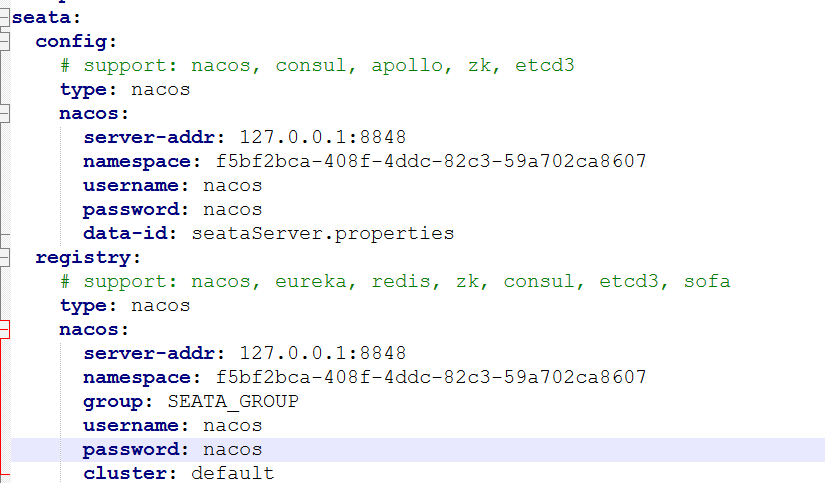 seata:
  config:
    # support: nacos, consul, apollo, zk, etcd3
    type: nacos
    nacos:
      server-addr: 127.0.0.1:8848
      namespace: f5bf2bca-408f-4ddc-82c3-59a702ca8607
      username: nacos
      password: nacos
      data-id: seataServer.properties
  registry:
    # support: nacos, eureka, redis, zk, consul, etcd3, sofa
    type: nacos
    nacos:
      server-addr: 127.0.0.1:8848
      namespace: f5bf2bca-408f-4ddc-82c3-59a702ca8607
      group: SEATA_GROUP
      username: nacos
      password: nacos
      cluster: default